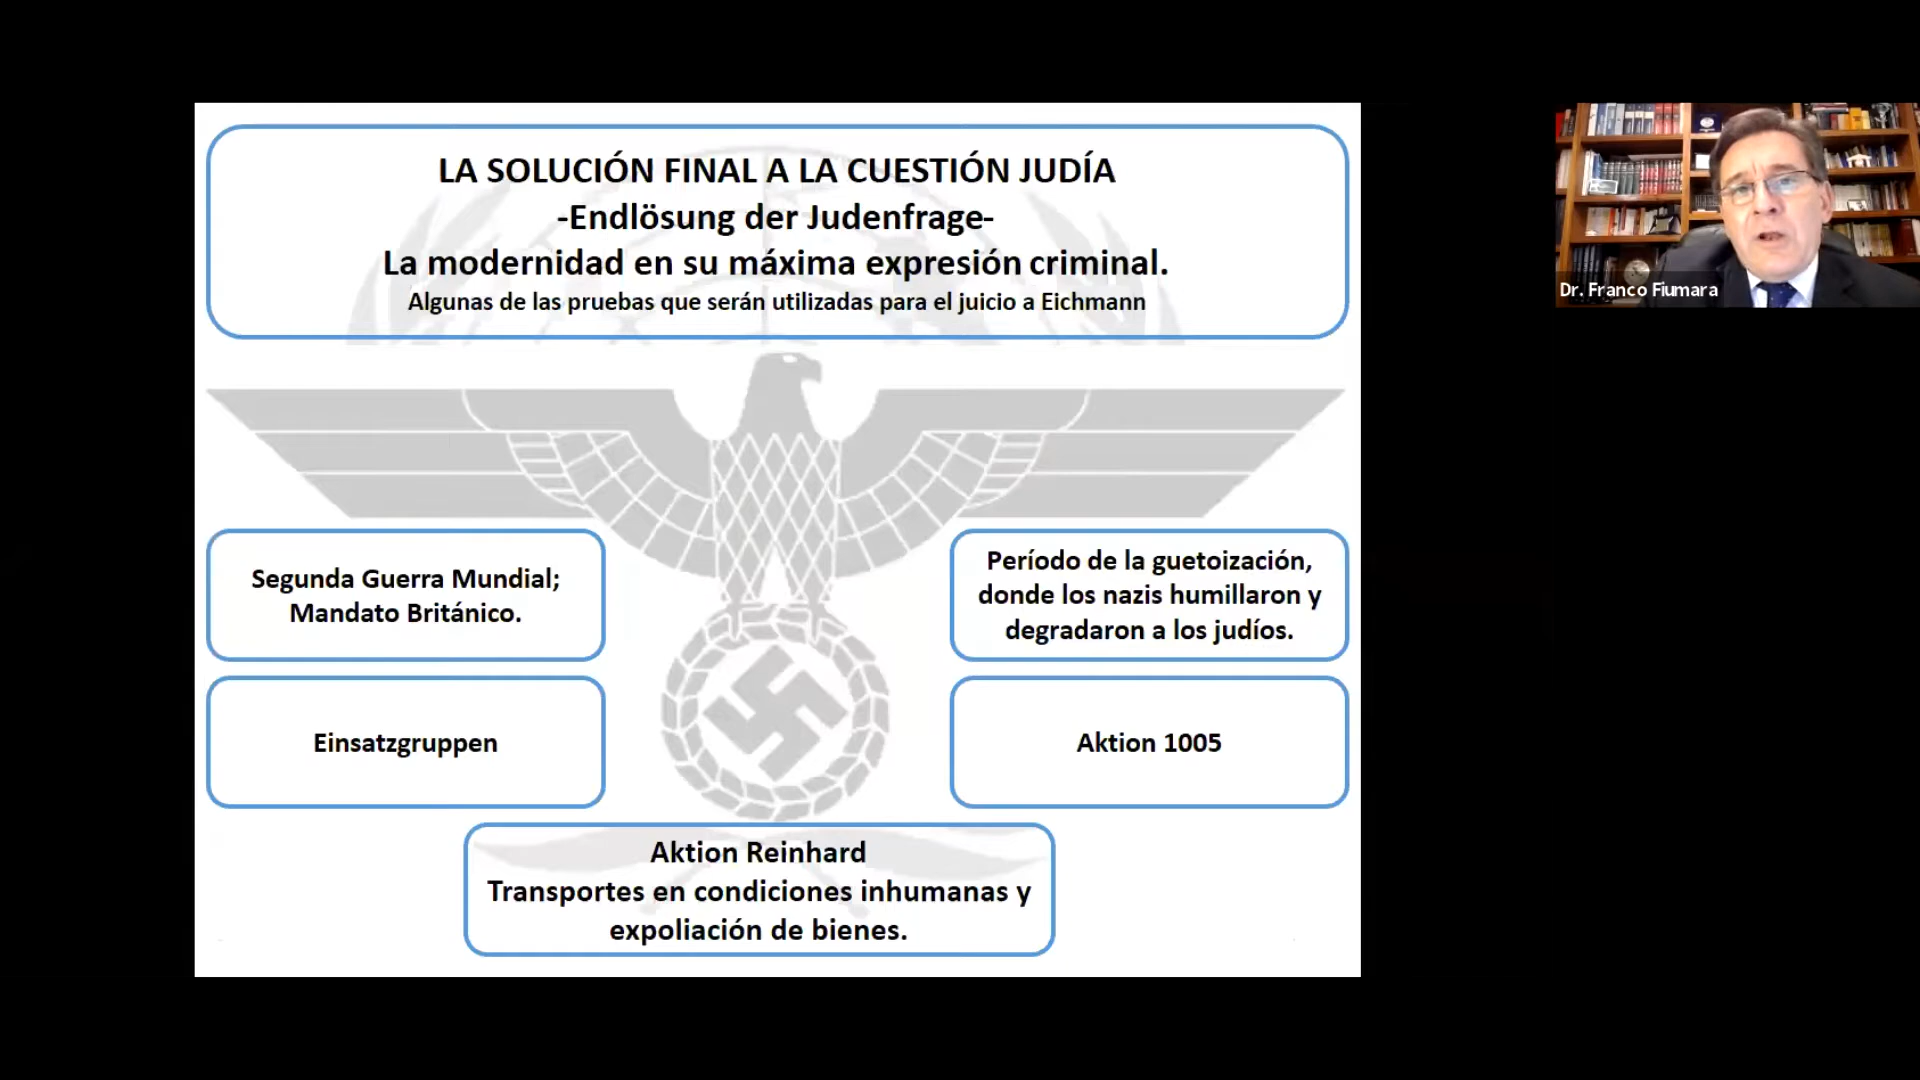 LA SOLUCIÓN FINAL A LA CUESTIÓN JUDÍA
-Endlösung der Judenfrage-
La modernidad en su máxima expresión criminal.
Algunas de las pruebas que serán utilizadas para el juicio a Eichmann
Segunda Guerra Mundial;
Mandato Británico.
Período de la guetoización,
donde los nazis humillaron y
degradaron a los judíos.
Einsatzgruppen
Aktion 1005
Aktion Reinhard
Transportes en condiciones inhumanas y
expoliación de bienes.
Dr. Franco Fiumara